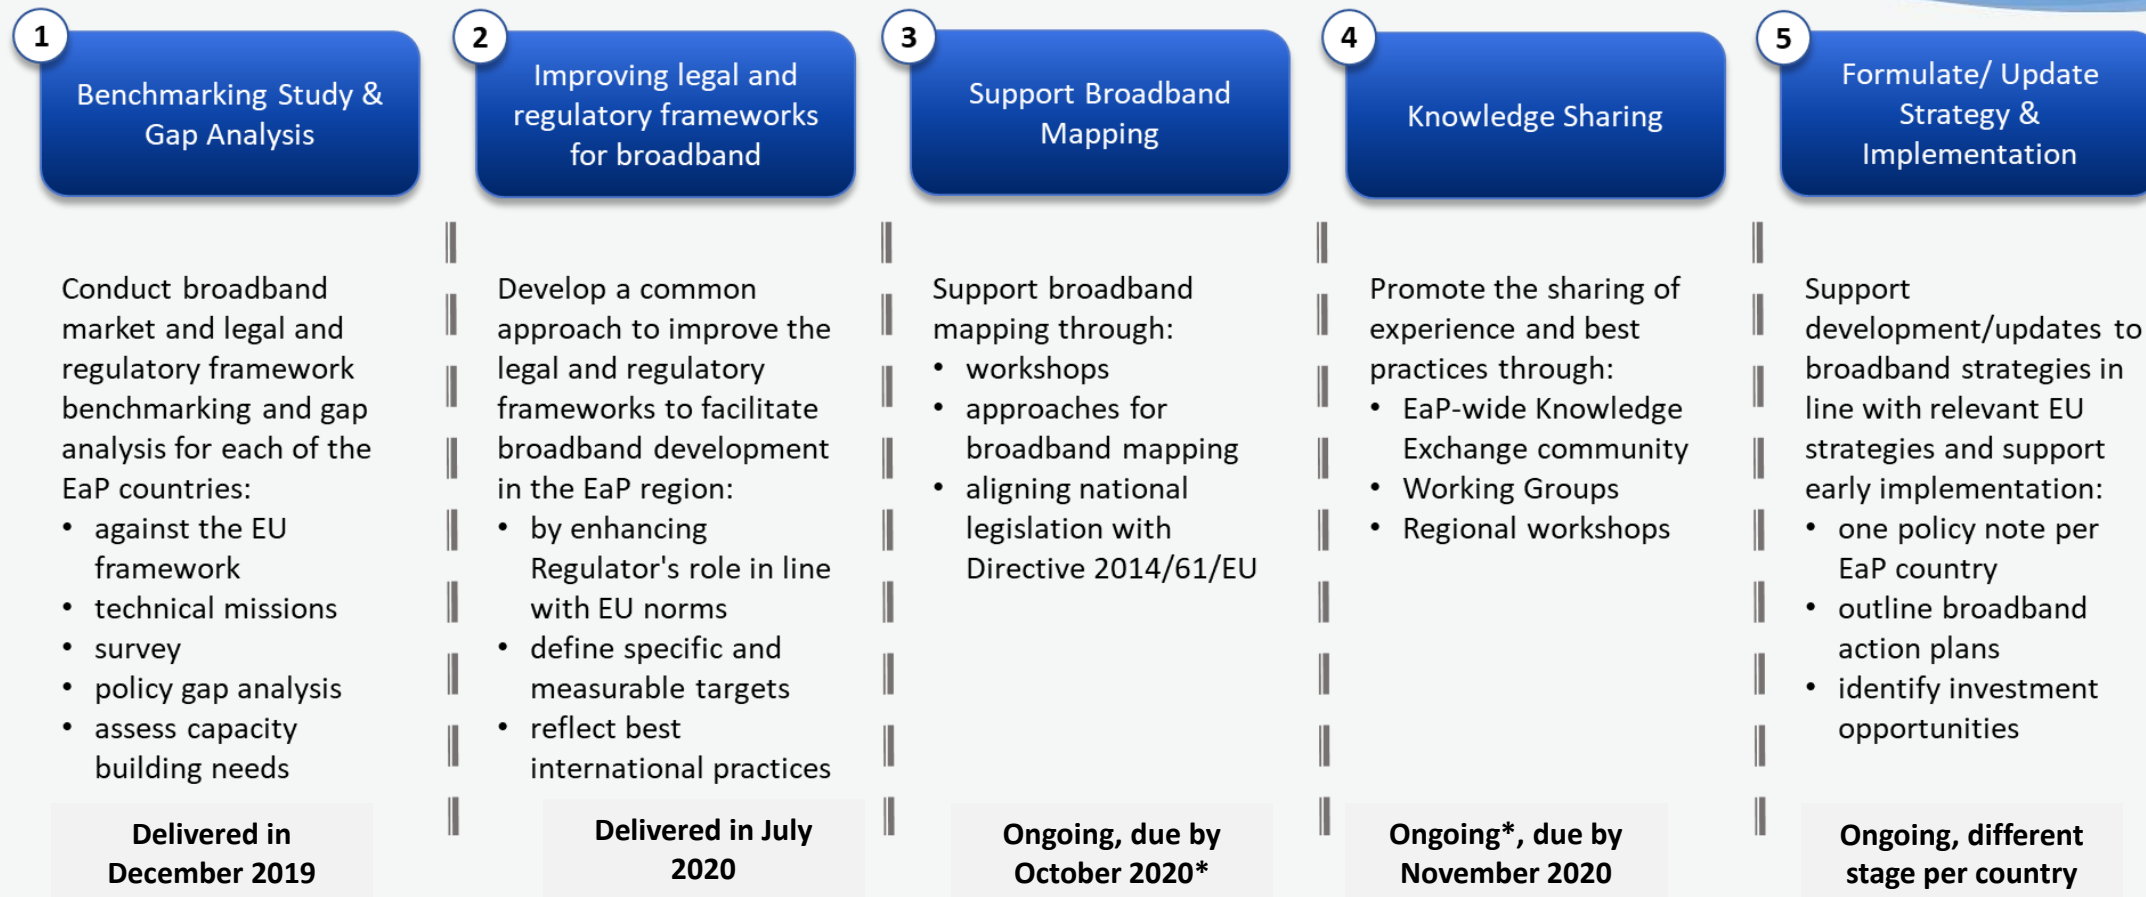 1
Benchmarking Study &
Gap Analysis
Conduct broadband
market and legal and
regulatory framework
benchmarking and gap
analysis for each of the
EaP countries:
• against the EU
framework
• technical missions
• survey
• policy gap analysis
• assess capacity
building needs
Delivered in
December 2019
2
Improving legal and
regulatory frameworks
for broadband
Develop a common
approach to improve the
legal and regulatory
frameworks to facilitate
broadband development
in the EaP region:
• by enhancing
Regulator's role in line
with EU norms
• define specific and
measurable targets
• reflect best
international practices
Delivered in July
2020
3
Support Broadband
Mapping
Support broadband
mapping through:
• workshops
• approaches for
broadband mapping
• aligning national
legislation with
Directive 2014/61/EU
Ongoing, due by
October 2020*
4
Knowledge Sharing
Promote the sharing of
experience and best
practices through:
• EaP-wide Knowledge
Exchange community
• Working Groups
• Regional workshops
Ongoing*, due by
November 2020
5
Formulate/ Update
Strategy &
Implementation
Support
development/updates to
broadband strategies in
line with relevant EU
strategies and support
early implementation:
• one policy note per
EaP country
• outline broadband
action plans
• identify investment
opportunities
Ongoing, different
stage per country